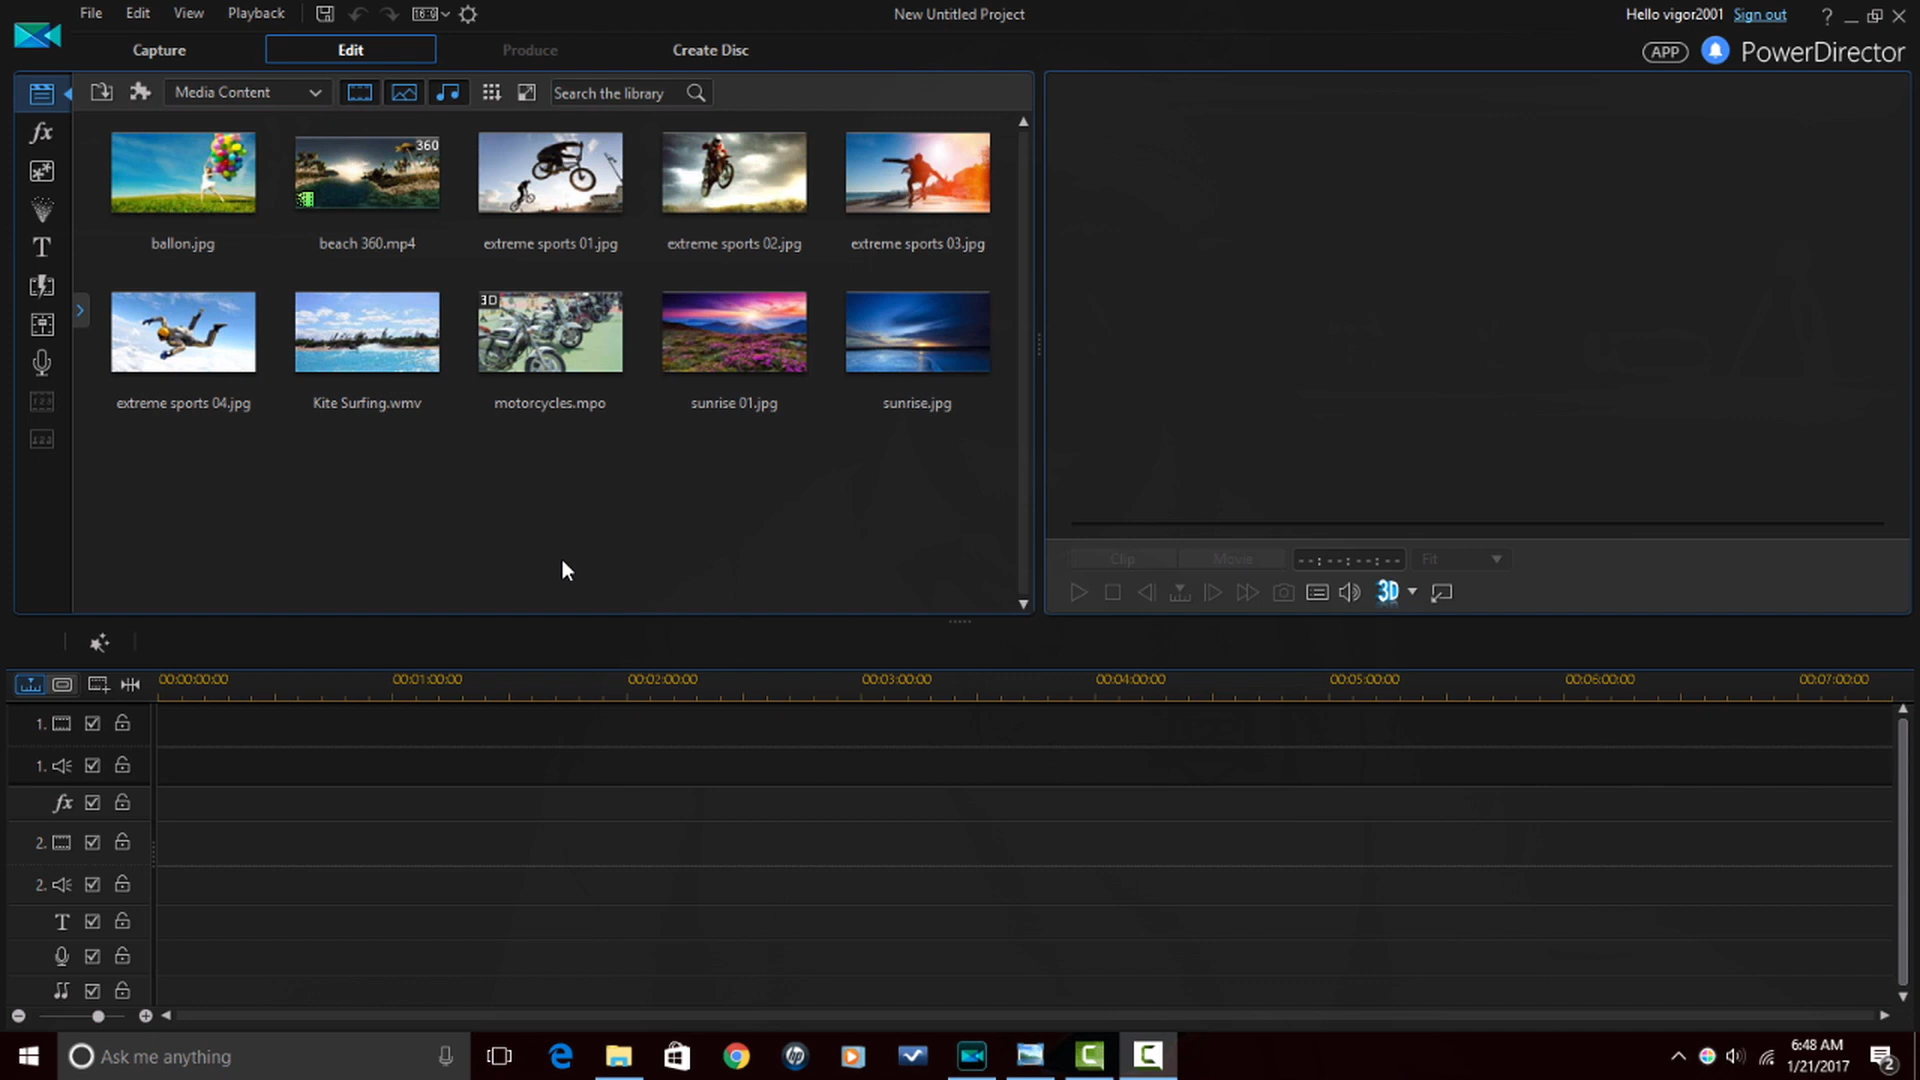 File Edit View Playback 16:9 New Untitled Project Hello vigor2001 Sign out ?
Capture Edit Produce Create Disc APP PowerDirector
Media Content Search the library
fx
360
ballon.jpg beach 360.mp4 extreme sports 01.jpg extreme sports 02.jpg extreme sports 03.jpg
T
3D
extreme sports 04.jpg Kite Surfing.wmv motorcycles.mpo sunrise 01.jpg sunrise.jpg
Clip Movie --:--:--:-- Fit
3D
00:00:00:00 00:01:00:00 00:02:00:00 00:03:00:00 00:04:00:00 00:05:00:00 00:06:00:00 00:07:00:00
1.
1.
fx
2.
2.
T
Ask me anything
hp
6:48 AM
1/21/2017
2